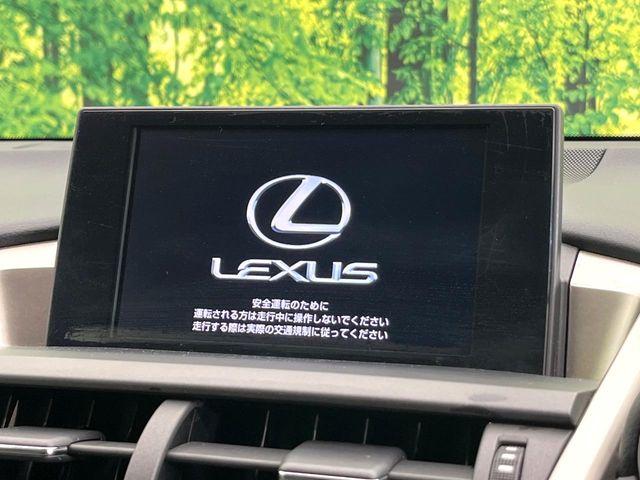 LEXUS
安全運転のために
運転される方は走行中に操作しないでください
走行する際は実際の交通規制に従ってください